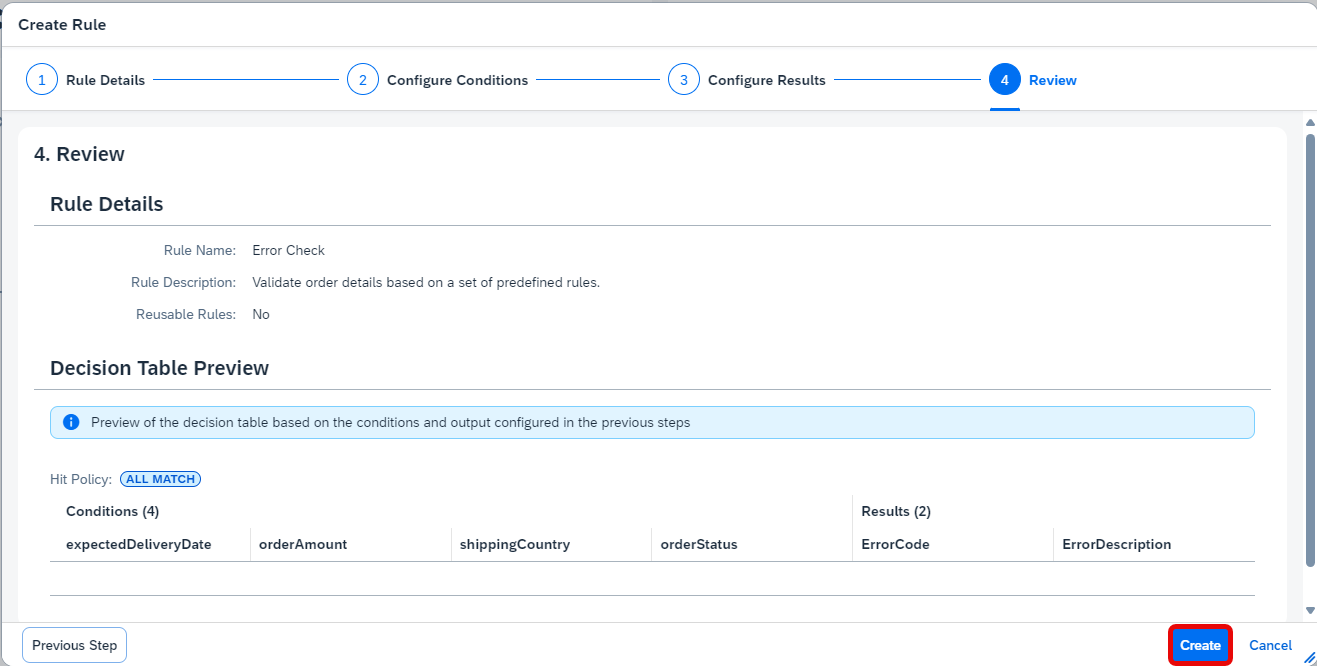 Create Rule
1 Rule Details 2 Configure Conditions 3 Configure Results 4 Review
4. Review
Rule Details
Rule Name: Error Check
Rule Description: Validate order details based on a set of predefined rules.
Reusable Rules: No
Decision Table Preview
Preview of the decision table based on the conditions and output configured in the previous steps
Hit Policy: ALL MATCH
Conditions (4) Results (2)
expectedDeliveryDate orderAmount shippingCountry orderStatus ErrorCode ErrorDescription
Previous Step Create Cancel